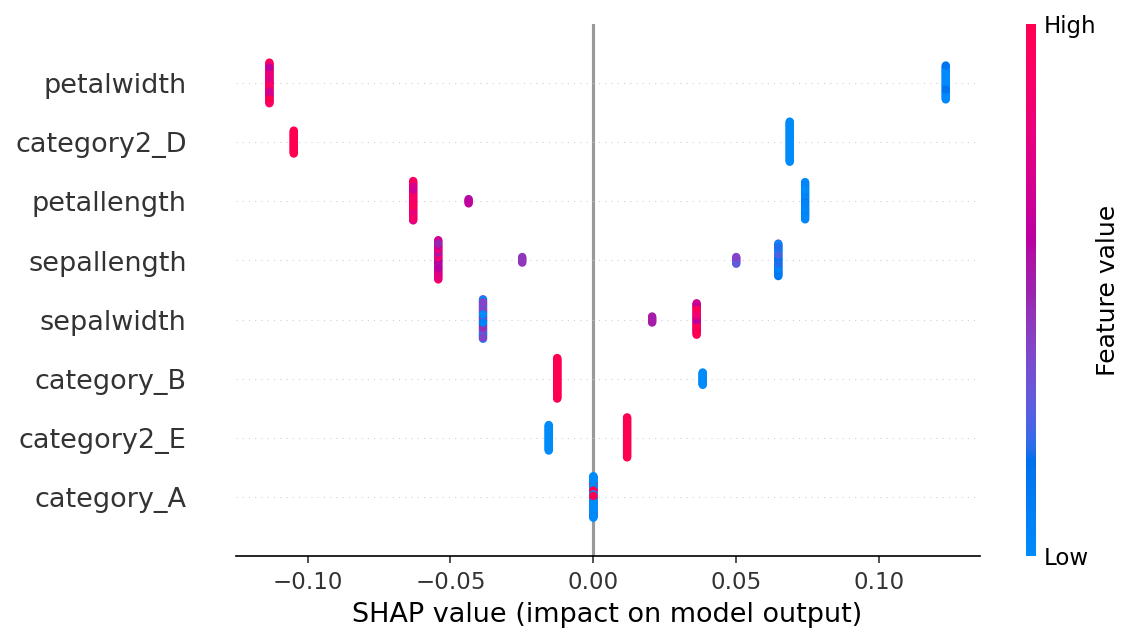 High
petalwidth
category2_D
petallength
sepallength
sepalwidth
category_B
category2_E
category_A
Feature value
Low
−0.10 −0.05 0.00 0.05 0.10
SHAP value (impact on model output)